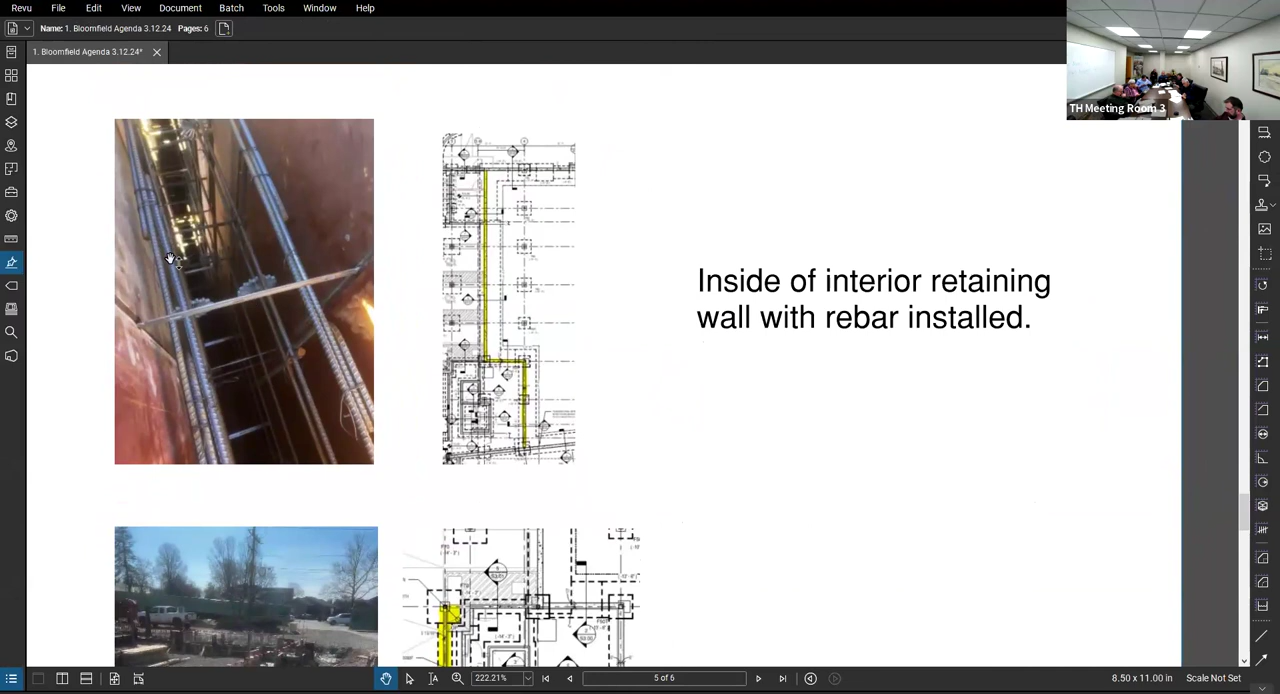 Revu File Edit View Document Batch Tools Window Help
Name: 1. Bloomfield Agenda 3.12.24 Pages: 6
1. Bloomfield Agenda 3.12.24*
TH Meeting Room 3
Inside of interior retaining
wall with rebar installed.
222.21%
5 of 6
8.50 x 11.00 in
Scale Not Set